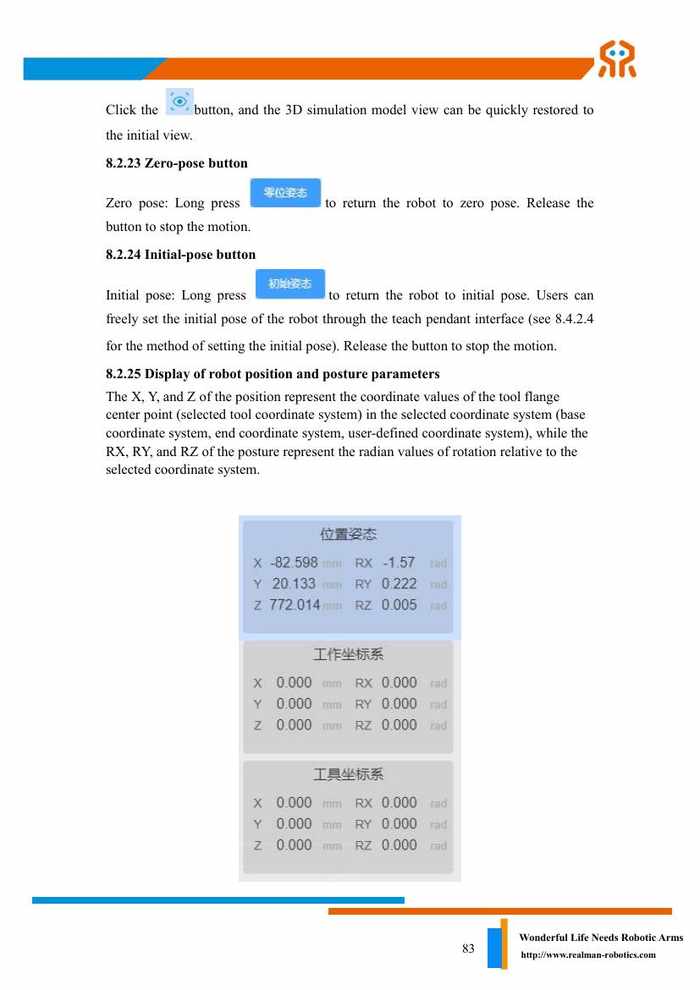 Click the button, and the 3D simulation model view can be quickly restored to
the initial view.
8.2.23 Zero-pose button
Zero pose: Long press 零位姿态 to return the robot to zero pose. Release the
button to stop the motion.
8.2.24 Initial-pose button
Initial pose: Long press 初始姿态 to return the robot to initial pose. Users can
freely set the initial pose of the robot through the teach pendant interface (see 8.4.2.4
for the method of setting the initial pose). Release the button to stop the motion.
8.2.25 Display of robot position and posture parameters
The X, Y, and Z of the position represent the coordinate values of the tool flange
center point (selected tool coordinate system) in the selected coordinate system (base
coordinate system, end coordinate system, user-defined coordinate system), while the
RX, RY, and RZ of the posture represent the radian values of rotation relative to the
selected coordinate system.
位置姿态
X -82.598 mm RX -1.57 rad
Y 20.133 mm RY 0.222 rad
Z 772.014 mm RZ 0.005 rad
工作坐标系
X 0.000 mm RX 0.000 rad
Y 0.000 mm RY 0.000 rad
Z 0.000 mm RZ 0.000 rad
工具坐标系
X 0.000 mm RX 0.000 rad
Y 0.000 mm RY 0.000 rad
Z 0.000 mm RZ 0.000 rad
83
Wonderful Life Needs Robotic Arms
http://www.realman-robotics.com